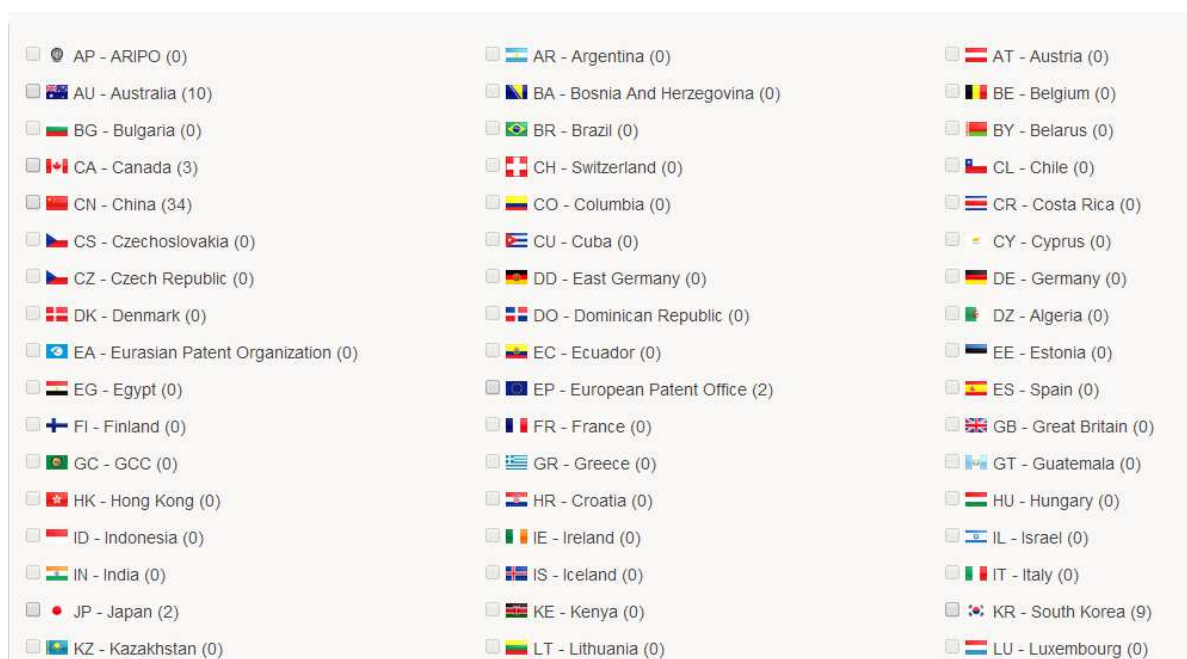 AP - ARIPO (0) AR - Argentina (0) AT - Austria (0)
AU - Australia (10) BA - Bosnia And Herzegovina (0) BE - Belgium (0)
BG - Bulgaria (0) BR - Brazil (0) BY - Belarus (0)
CA - Canada (3) CH - Switzerland (0) CL - Chile (0)
CN - China (34) CO - Columbia (0) CR - Costa Rica (0)
CS - Czechoslovakia (0) CU - Cuba (0) CY - Cyprus (0)
CZ - Czech Republic (0) DD - East Germany (0) DE - Germany (0)
DK - Denmark (0) DO - Dominican Republic (0) DZ - Algeria (0)
EA - Eurasian Patent Organization (0) EC - Ecuador (0) EE - Estonia (0)
EG - Egypt (0) EP - European Patent Office (2) ES - Spain (0)
FI - Finland (0) FR - France (0) GB - Great Britain (0)
GC - GCC (0) GR - Greece (0) GT - Guatemala (0)
HK - Hong Kong (0) HR - Croatia (0) HU - Hungary (0)
ID - Indonesia (0) IE - Ireland (0) IL - Israel (0)
IN - India (0) IS - Iceland (0) IT - Italy (0)
JP - Japan (2) KE - Kenya (0) KR - South Korea (9)
KZ - Kazakhstan (0) LT - Lithuania (0) LU - Luxembourg (0)